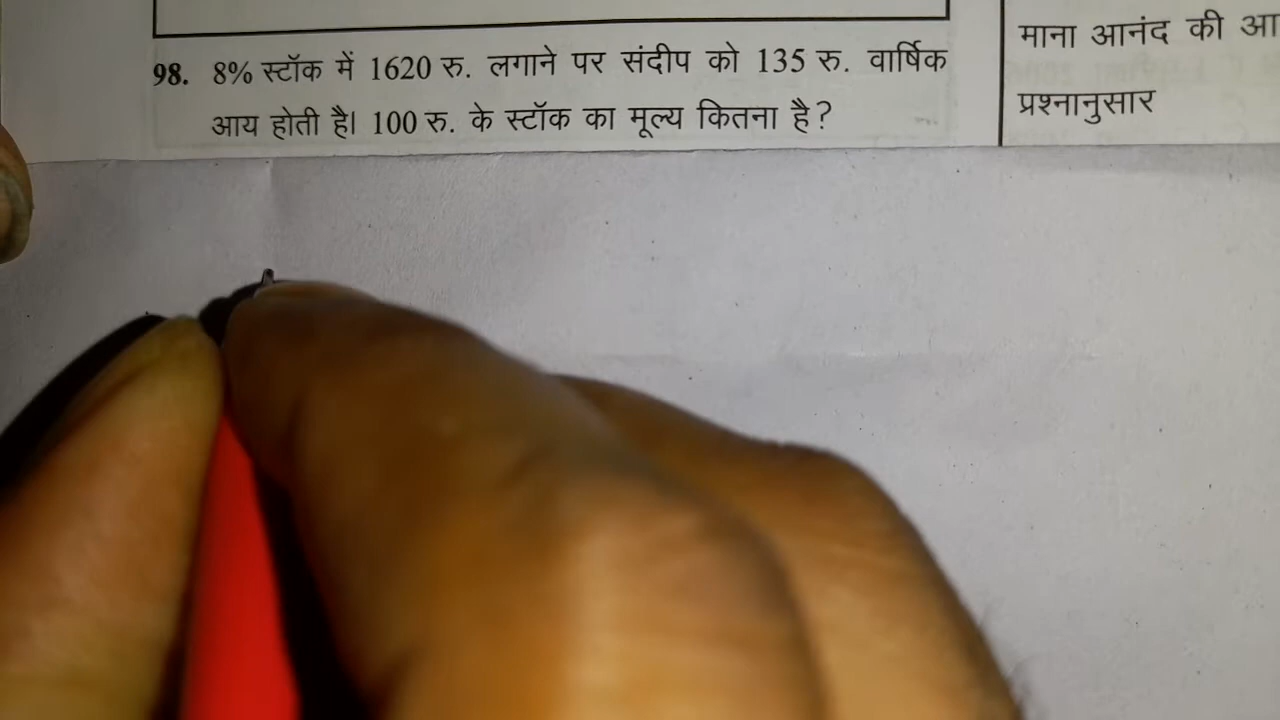 98. 8% स्टॉक में 1620 रु. लगाने पर संदीप को 135 रु. वार्षिक
आय होती है। 100 रु. के स्टॉक का मूल्य कितना है?
माना आनंद की आ
प्रश्नानुसार